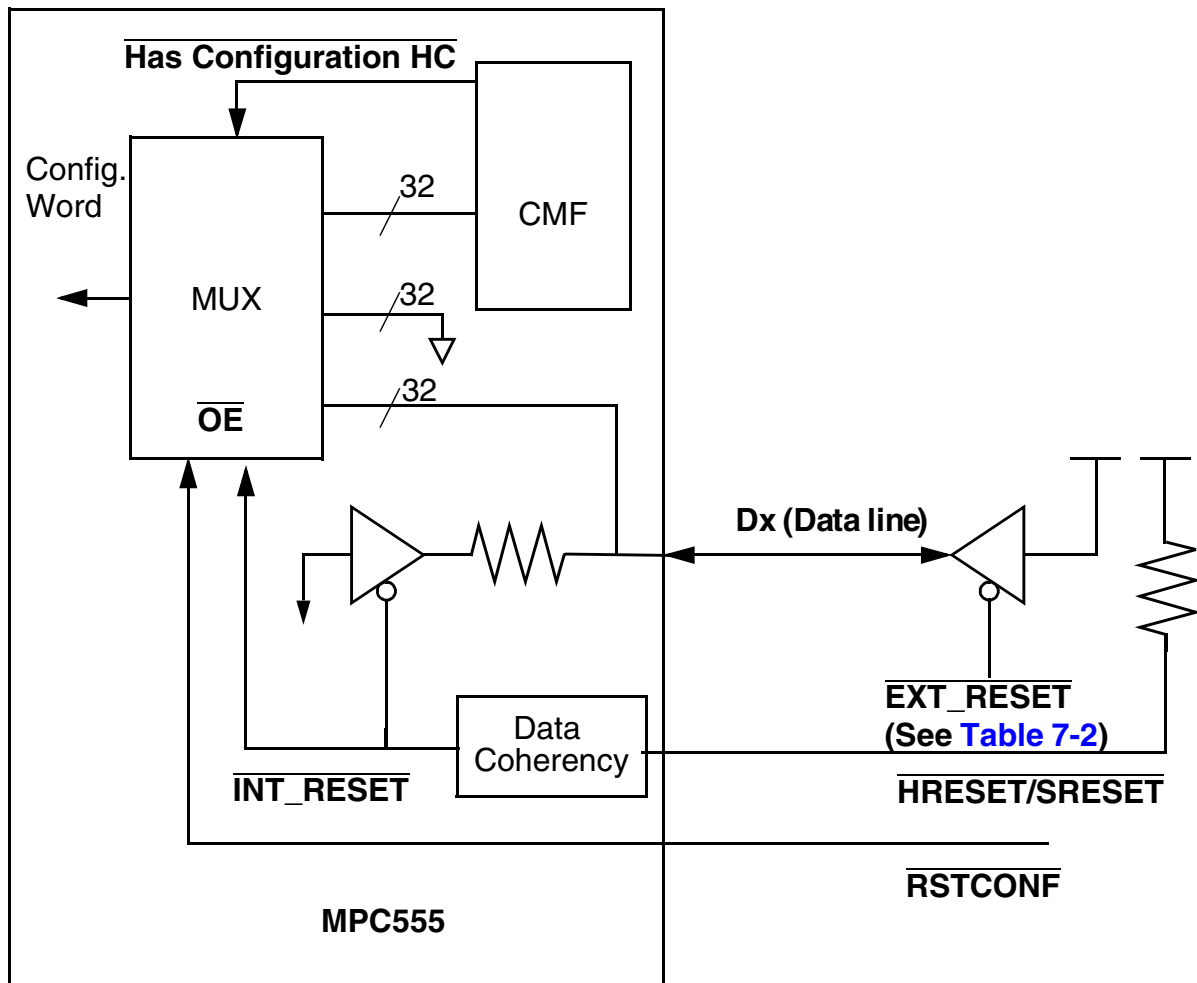 Has Configuration HC
Config.
Word
32
CMF
MUX
32
32
OE
Dx (Data line)
EXT_RESET
(See Table 7-2)
Data
Coherency
INT_RESET
HRESET/SRESET
RSTCONF
MPC555